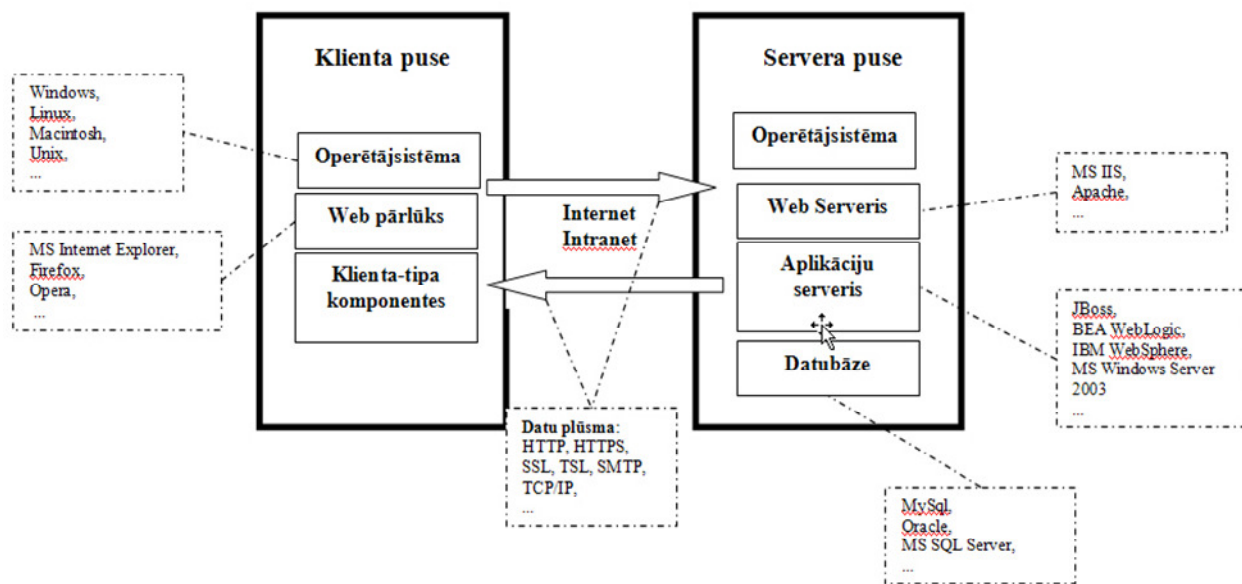 Klienta puse
Servera puse
Windows,
Linux,
Macintosh,
Unix,
...
Operētājsistēma
Operētājsistēma
MS IIS,
Apache,
...
Web pārlūks
Internet
Intranet
Web Serveris
MS Internet Explorer,
Firefox,
Opera,
...
Klienta-tipa
komponentes
Aplikāciju
serveris
JBoss,
BEA WebLogic,
IBM WebSphere,
MS Windows Server
2003
...
Datubāze
Datu plūsma:
HTTP, HTTPS,
SSL, TSL, SMTP,
TCP/IP,
...
MySql,
Oracle,
MS SQL Server,
...